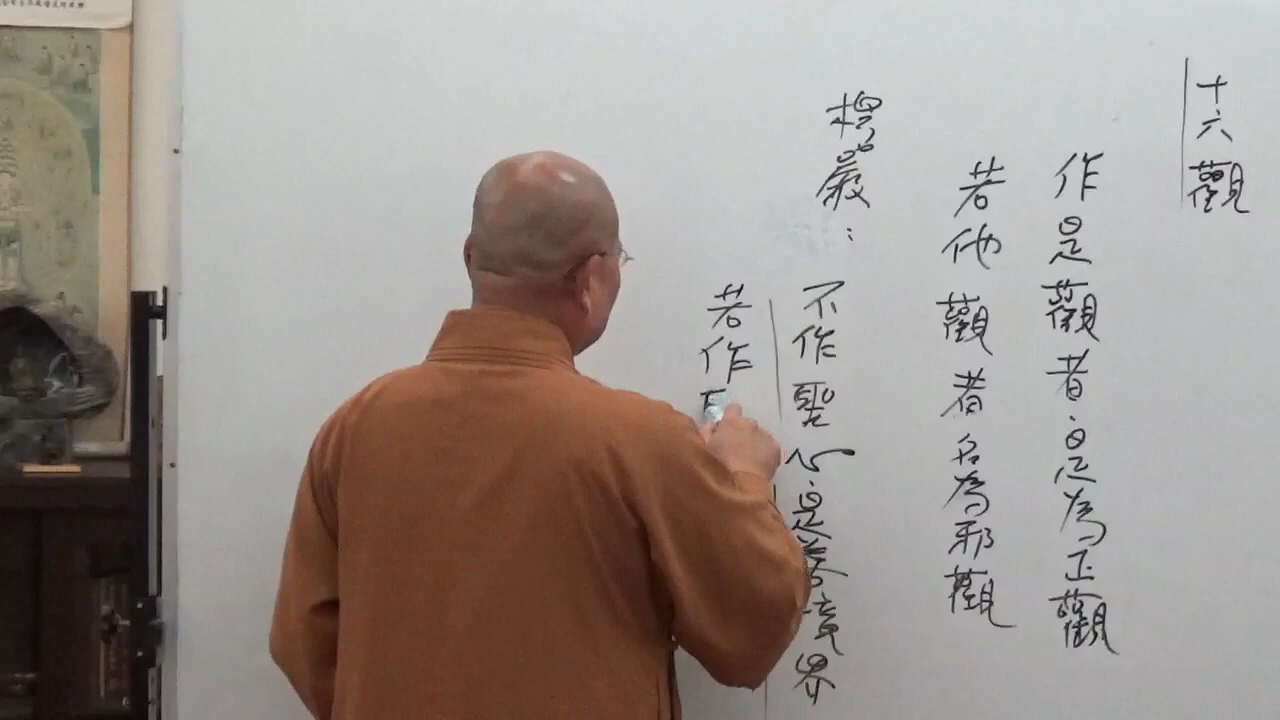 十六觀
作是觀者，是為正觀
若他觀者名為邪觀
楞嚴：
不作聖心，是善境界
若作